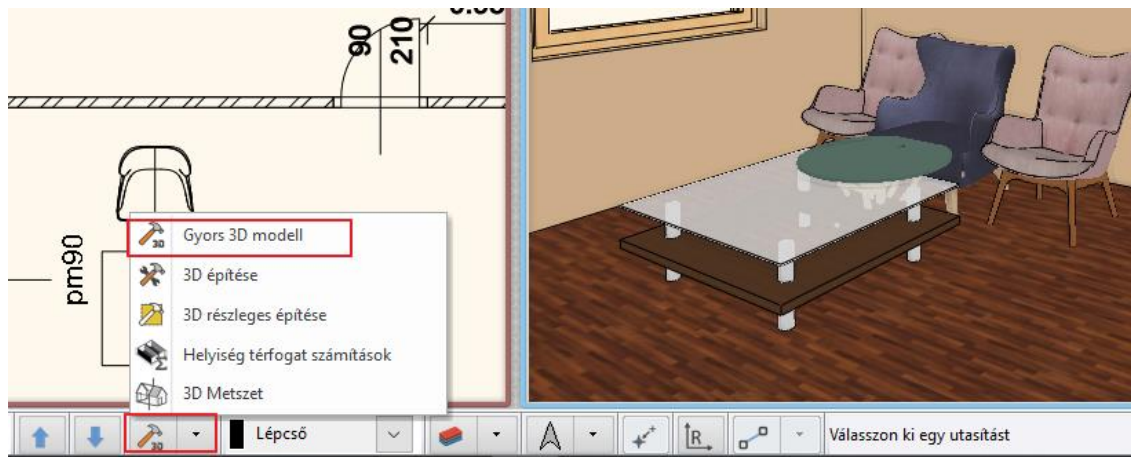 90
210
pm90
Gyors 3D modell
3D építése
3D részleges építése
Helyiség térfogat számítások
3D Metszet
3D
Lépcső
R
Válasszon ki egy utasítást